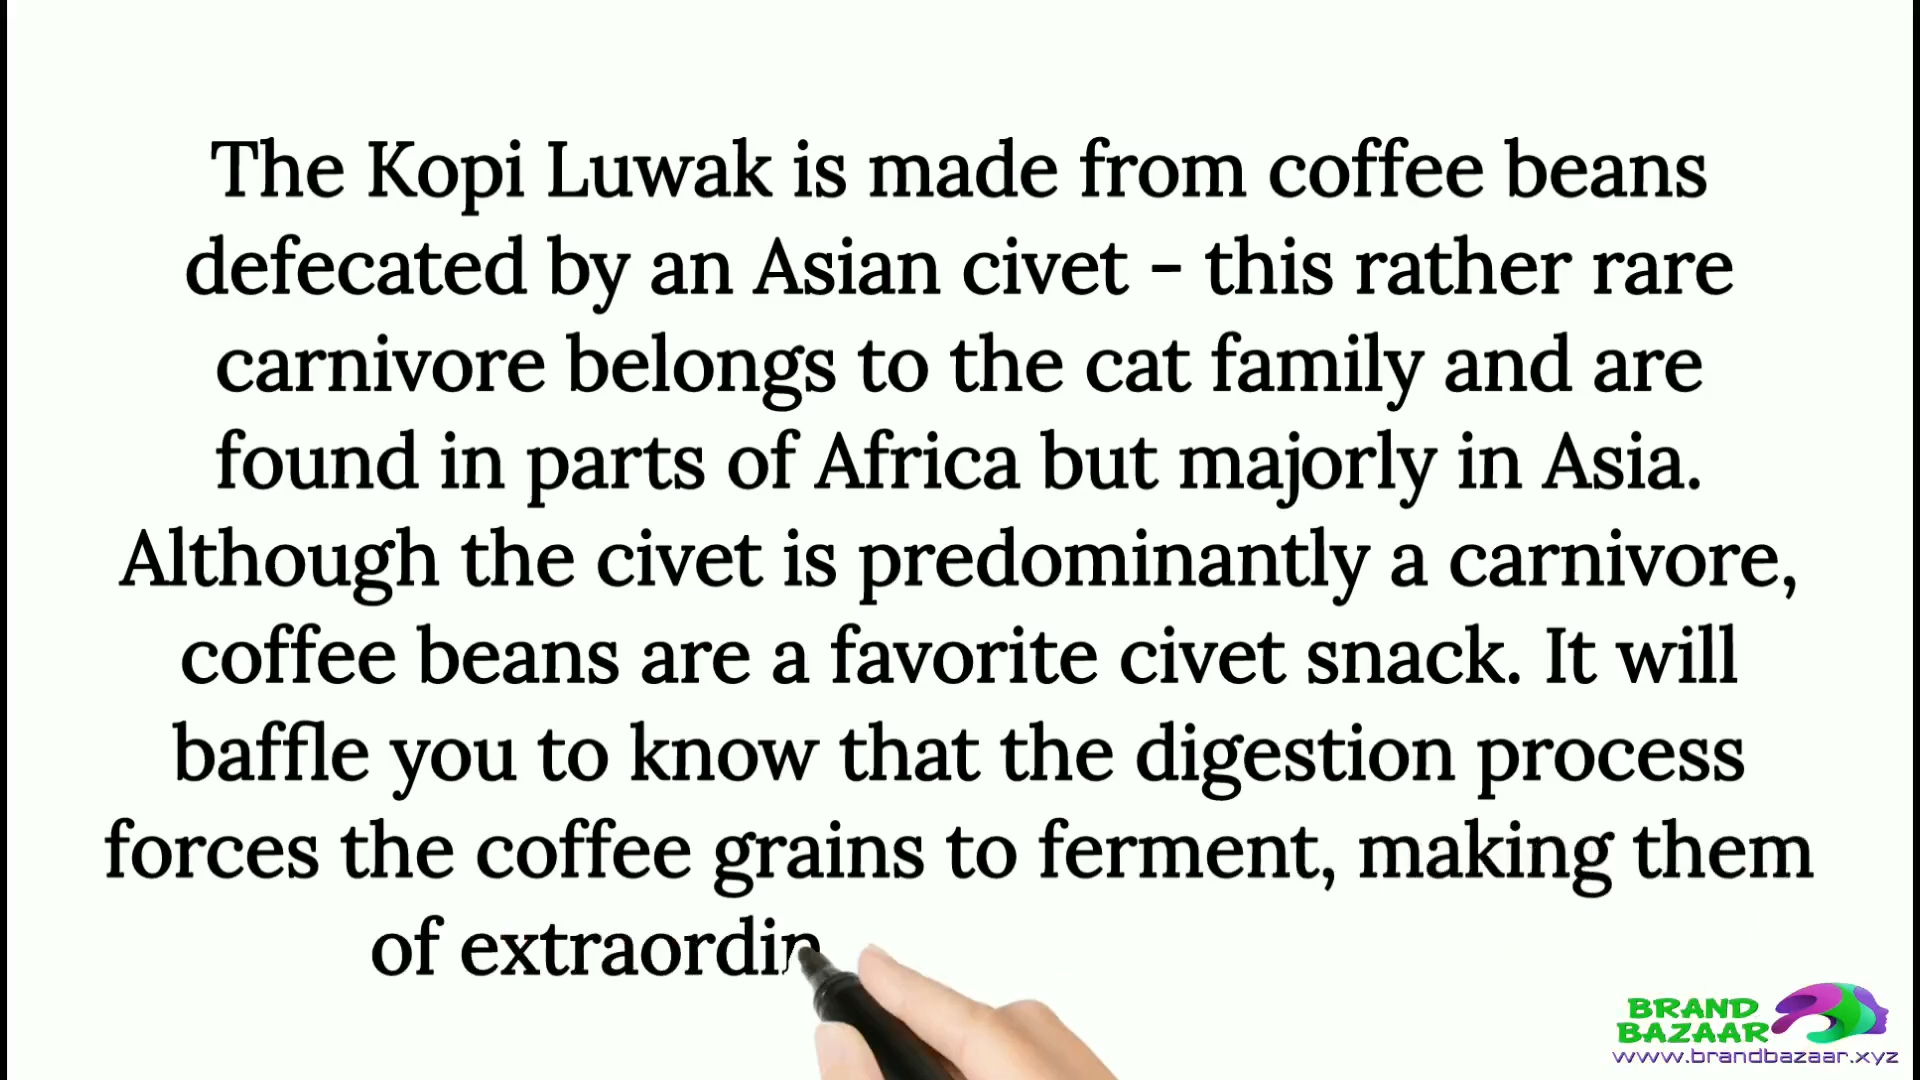 The Kopi Luwak is made from coffee beans
defecated by an Asian civet - this rather rare
carnivore belongs to the cat family and are
found in parts of Africa but majorly in Asia.
Although the civet is predominantly a carnivore,
coffee beans are a favorite civet snack. It will
baffle you to know that the digestion process
forces the coffee grains to ferment, making them
of extraordin
BRAND
BAZAAR
www.brandbazaar.xyz